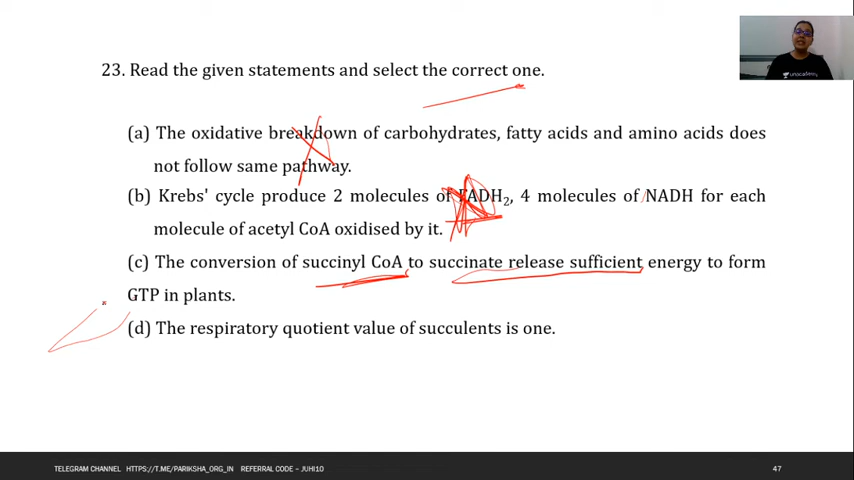 23. Read the given statements and select the correct one.
(a) The oxidative breakdown of carbohydrates, fatty acids and amino acids does
not follow same pathway.
(b) Krebs' cycle produce 2 molecules of FADH₂, 4 molecules of NADH for each
molecule of acetyl CoA oxidised by it.
(c) The conversion of succinyl CoA to succinate release sufficient energy to form
GTP in plants.
(d) The respiratory quotient value of succulents is one.
unacademy
TELEGRAM CHANNEL HTTPS://T.ME/PARIKSHA_ORG_IN REFERRAL CODE – JUHI10
47